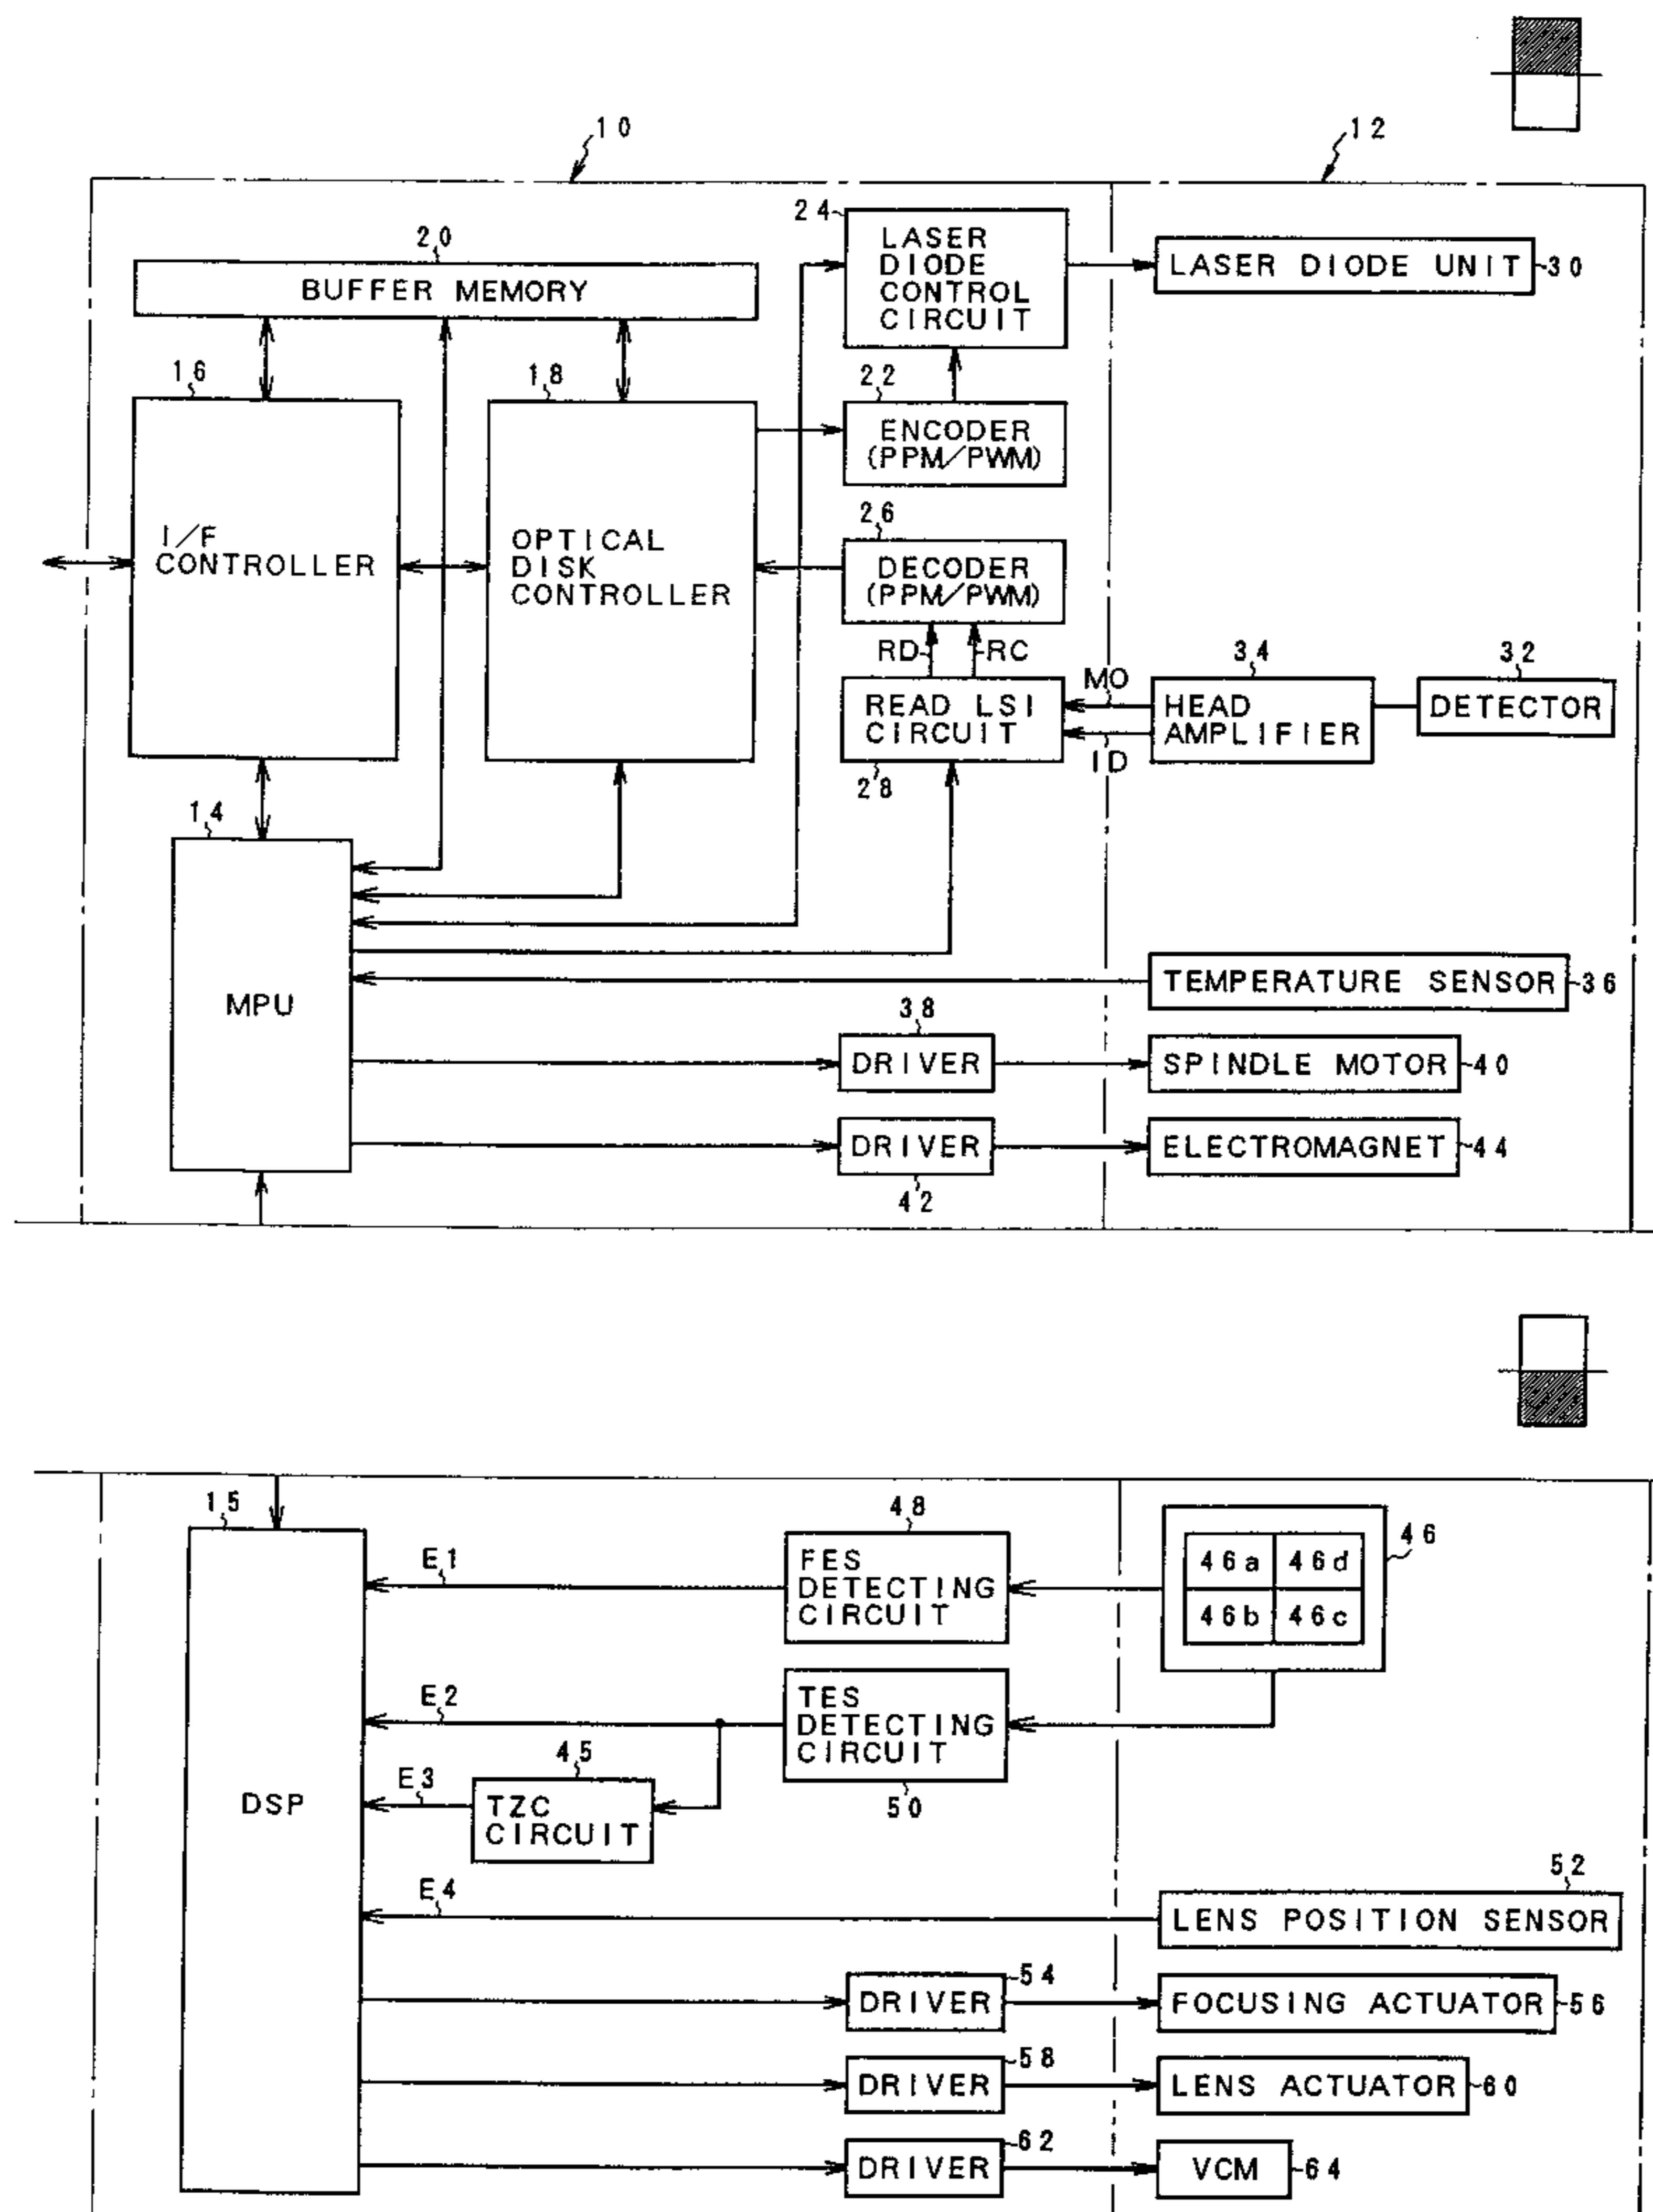 10
12
24
LASER
DIODE
CONTROL
CIRCUIT
LASER DIODE UNIT
30
20
BUFFER MEMORY
16
18
22
ENCODER
(PPM/PWM)
I/F
CONTROLLER
OPTICAL
DISK
CONTROLLER
26
DECODER
(PPM/PWM)
RD
RC
MO
34
32
READ LSI
CIRCUIT
HEAD
AMPLIFIER
DETECTOR
ID
28
14
MPU
TEMPERATURE SENSOR
36
38
DRIVER
SPINDLE MOTOR
40
DRIVER
ELECTROMAGNET
44
42
15
48
46
E1
FES
DETECTING
CIRCUIT
46a
46d
46b
46c
E2
TES
DETECTING
CIRCUIT
50
45
E3
TZC
CIRCUIT
DSP
E4
52
LENS POSITION SENSOR
54
DRIVER
FOCUSING ACTUATOR
56
58
DRIVER
LENS ACTUATOR
60
62
DRIVER
VCM
64